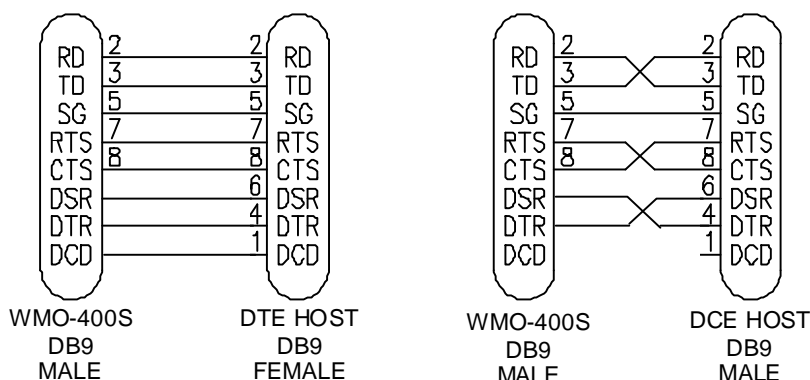 RD 2 2 RD
TD 3 3 TD
SG 5 5 SG
RTS 7 7 RTS
CTS 8 8 CTS
DSR 6 DSR
DTR 4 DTR
DCD 1 DCD
WMO-400S DTE HOST
DB9 DB9
MALE FEMALE
RD 2 2 RD
TD 3 3 TD
SG 5 5 SG
RTS 7 7 RTS
CTS 8 8 CTS
DSR 6 DSR
DTR 4 DTR
DCD 1 DCD
WMO-400S DCE HOST
DB9 DB9
MALE MALE